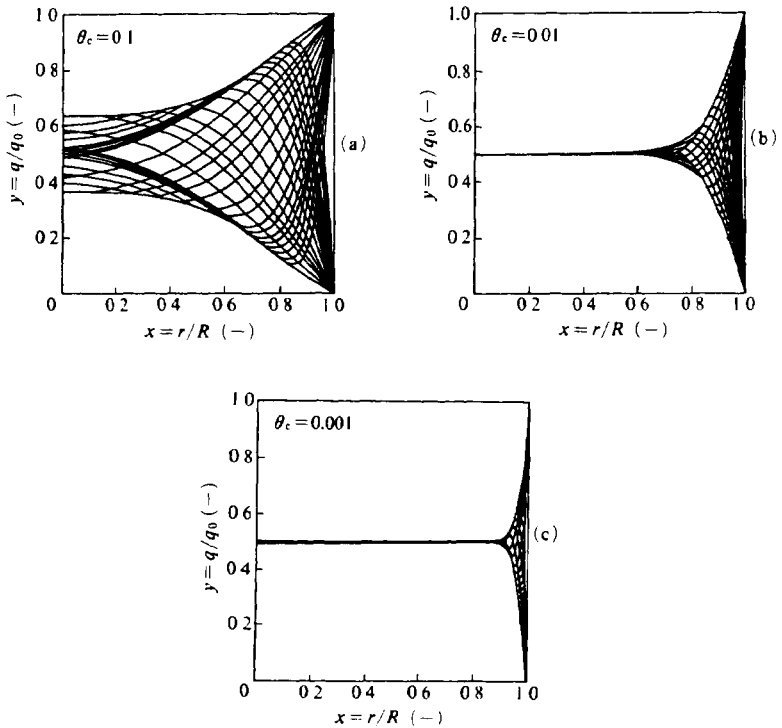 θc = 0 1
1 0
0 8
0 6
0 4
0 2
0
y = q/q0 (−)
0 0 2 0 4 0 6 0 8 1 0
x = r/R (−)
(a)
θc = 0 01
1 0
0 8
0 6
0 4
0 2
y = q/q0 (−)
0 0 2 0 4 0 6 0 8 1 0
x = r/R (−)
(b)
θc = 0.001
1 0
0 8
0 6
0 4
0 2
y = q/q0 (−)
0 0 2 0 4 0 6 0 8 1 0
x = r/R (−)
(c)